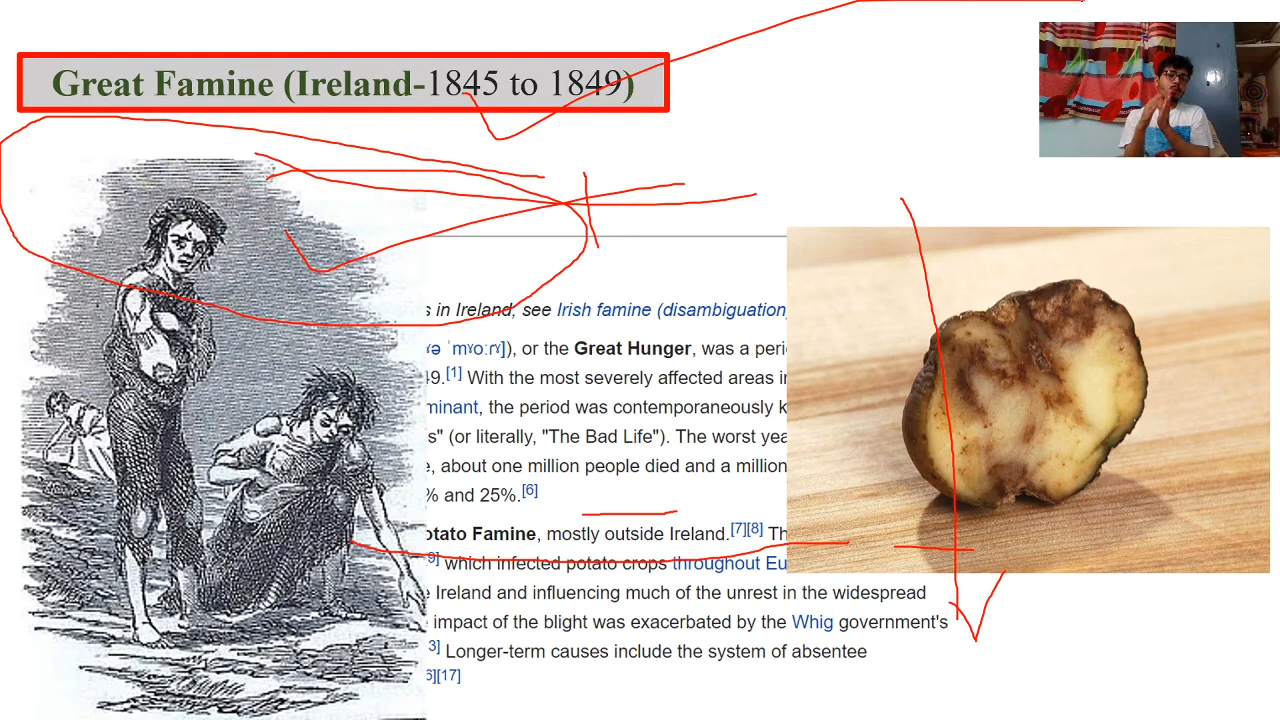 Great Famine (Ireland-1845 to 1849)
s in Ireland, see Irish famine (disambiguation)
ˠə ˈmˠoːɾˠ]), or the Great Hunger, was a peri
49.[1] With the most severely affected areas i
minant, the period was contemporaneously k
s" (or literally, "The Bad Life"). The worst yea
e, about one million people died and a million
% and 25%.[6]
otato Famine, mostly outside Ireland.[7][8] Th
[9] which infected potato crops throughout Eu
e Ireland and influencing much of the unrest in the widespread
impact of the blight was exacerbated by the Whig government's
3] Longer-term causes include the system of absentee
6][17]